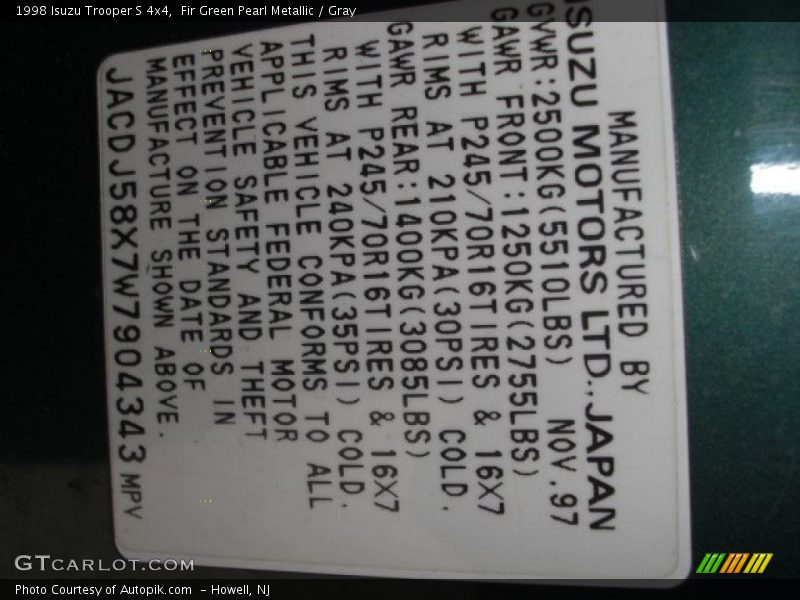 1998 Isuzu Trooper S 4x4,  Fir Green Pearl Metallic / Gray
MANUFACTURED BY
ISUZU MOTORS LTD., JAPAN
GVWR:2500KG(5510LBS) NOV.97
GAWR FRONT:1250KG(2755LBS)
WITH P245/70R16TIRES & 16X7
RIMS AT 210KPA(30PSI) COLD.
GAWR REAR:1400KG(3085LBS)
WITH P245/70R16TIRES & 16X7
RIMS AT 240KPA(35PSI) COLD.
THIS VEHICLE CONFORMS TO ALL
APPLICABLE FEDERAL MOTOR
VEHICLE SAFETY AND THEFT
PREVENTION STANDARDS IN
EFFECT ON THE DATE OF
MANUFACTURE SHOWN ABOVE.
JACDJ58X7W7904343 MPV
GTCARLOT.COM
Photo Courtesy of Autopik.com  - Howell, NJ